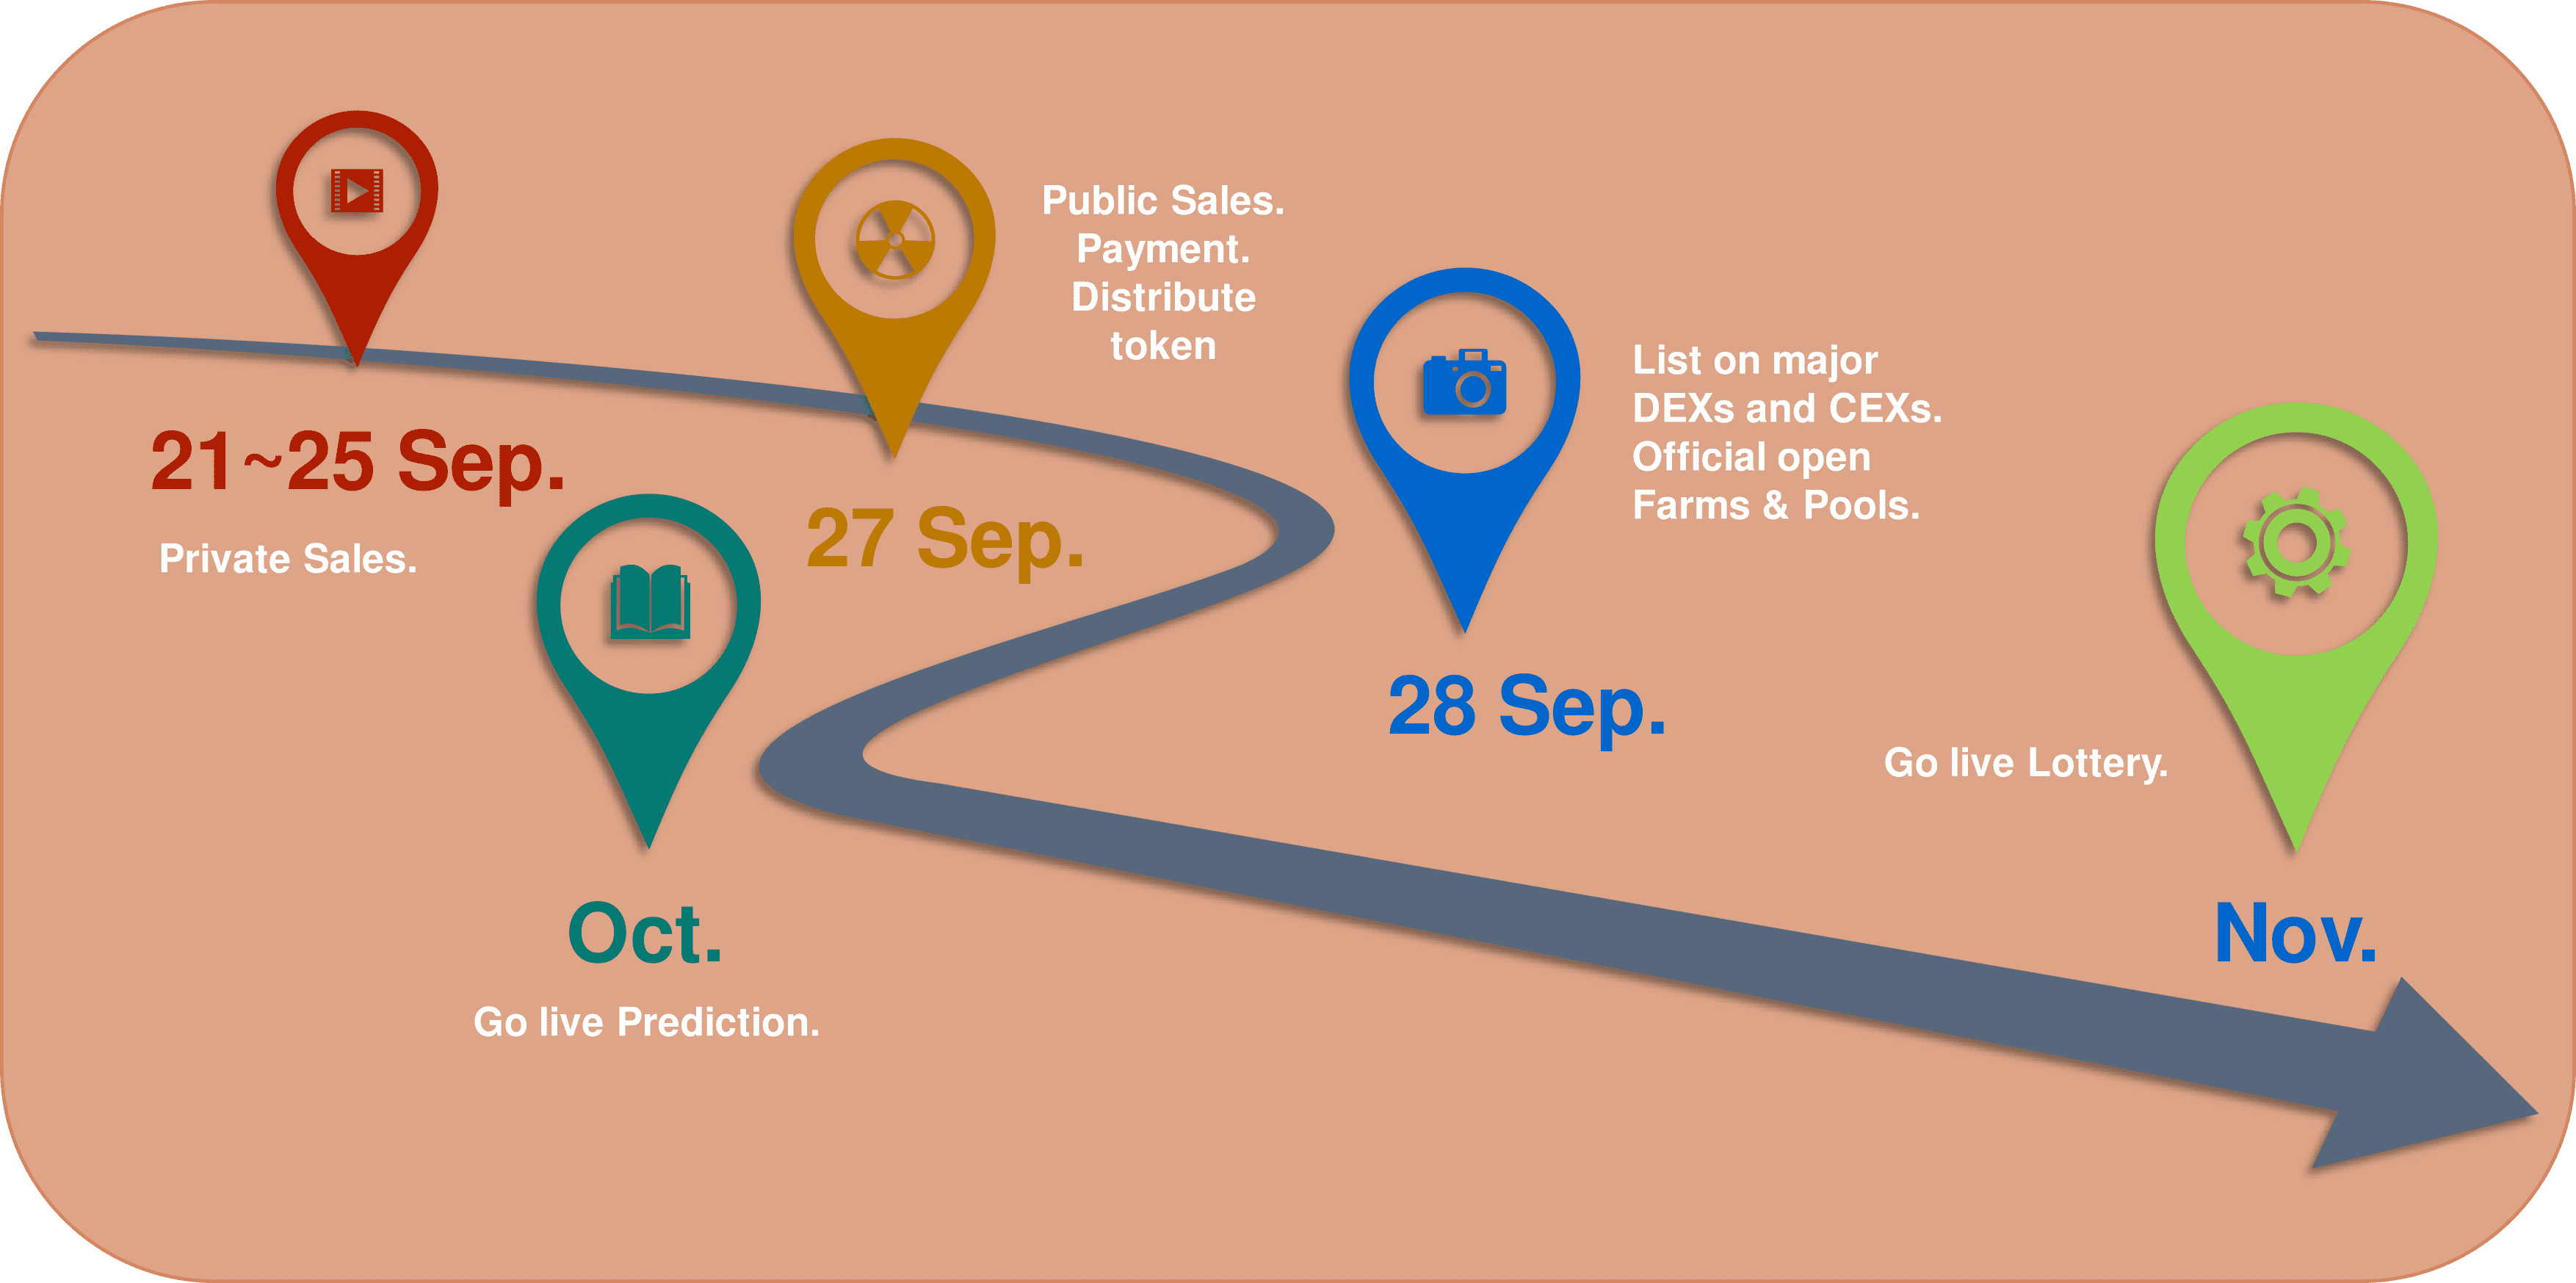 21~25 Sep.
Private Sales.
Public Sales.
Payment.
Distribute
token
27 Sep.
List on major
DEXs and CEXs.
Official open
Farms & Pools.
28 Sep.
Oct.
Go live Prediction.
Go live Lottery.
Nov.